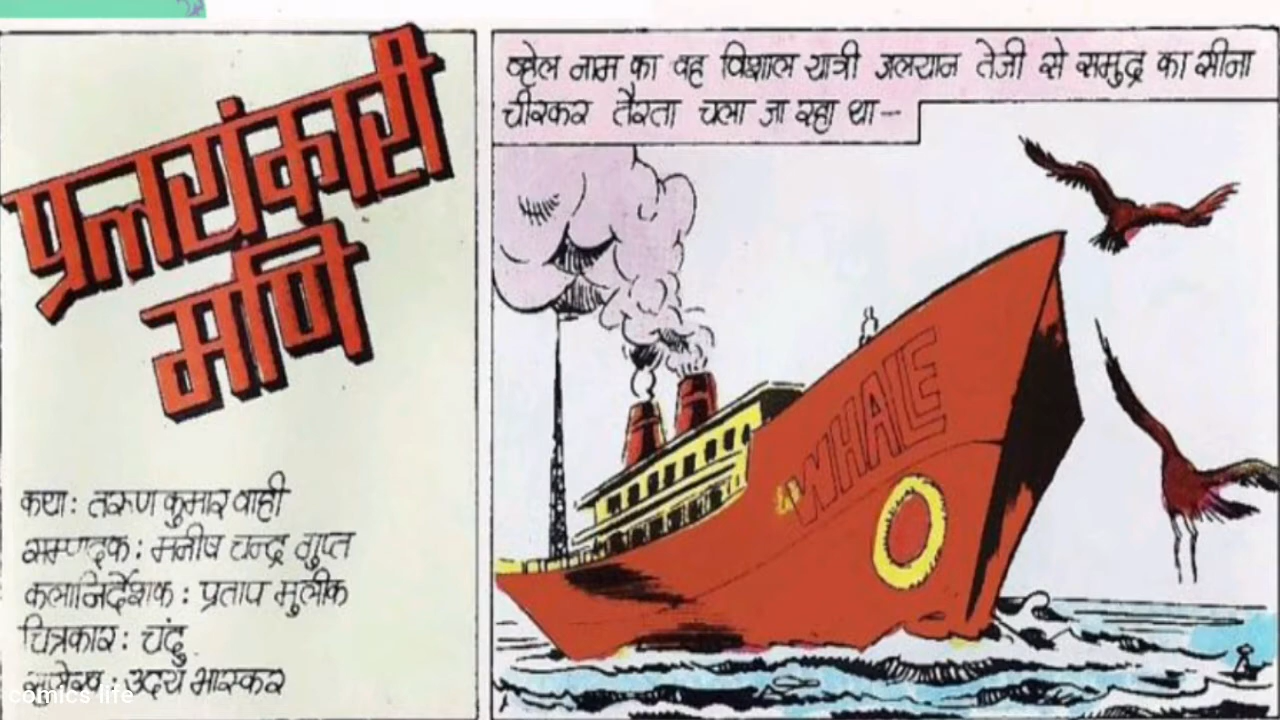 प्रलयंकारी
मणि
कथा: तरुण कुमार वाही
सम्पादक: मनीष चन्द्र गुप्त
कलानिर्देशक: प्रताप मुलीक
चित्रकार: चंदु
सुलेख: उदय भास्कर
comics life
व्हेल नाम का वह विशाल यात्री जलयान तेजी से समुद्र का सीना
चीरकर तैरता चला जा रहा था--
WHALE